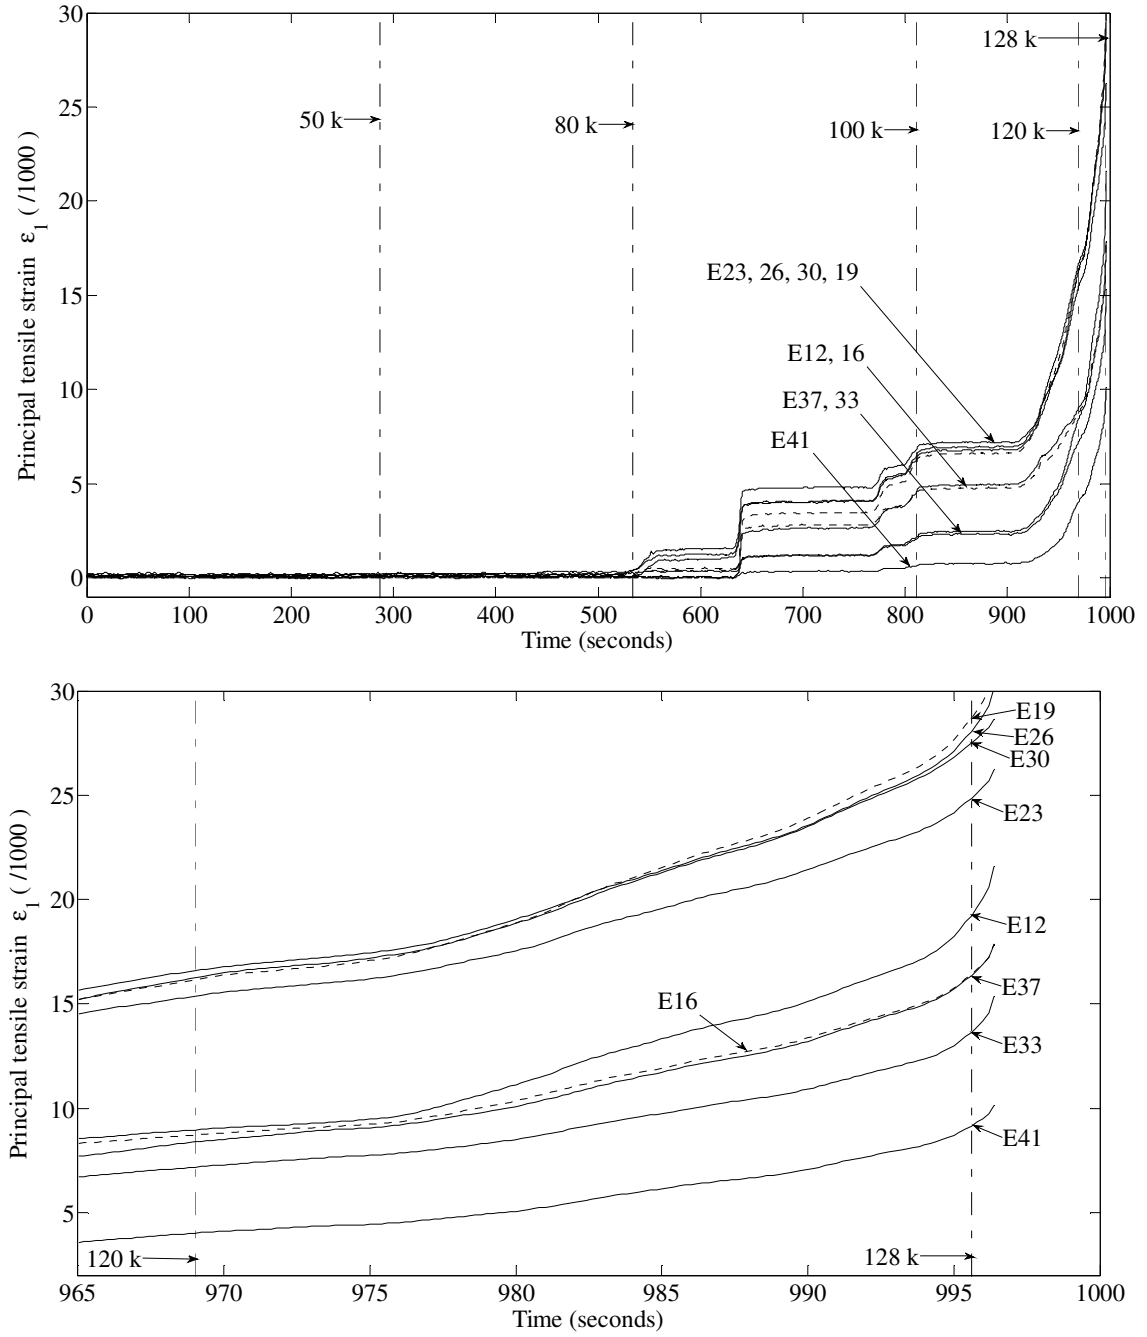 30
25
20
15
10
5
0
Principal tensile strain ε1 ( /1000)
128 k
50 k
80 k
100 k
120 k
E23, 26, 30, 19
E12, 16
E37, 33
E41
0 100 200 300 400 500 600 700 800 900 1000
Time (seconds)
30
25
20
15
10
5
Principal tensile strain ε1 ( /1000)
E19
E26
E30
E23
E12
E16
E37
E33
E41
120 k
128 k
965 970 975 980 985 990 995 1000
Time (seconds)